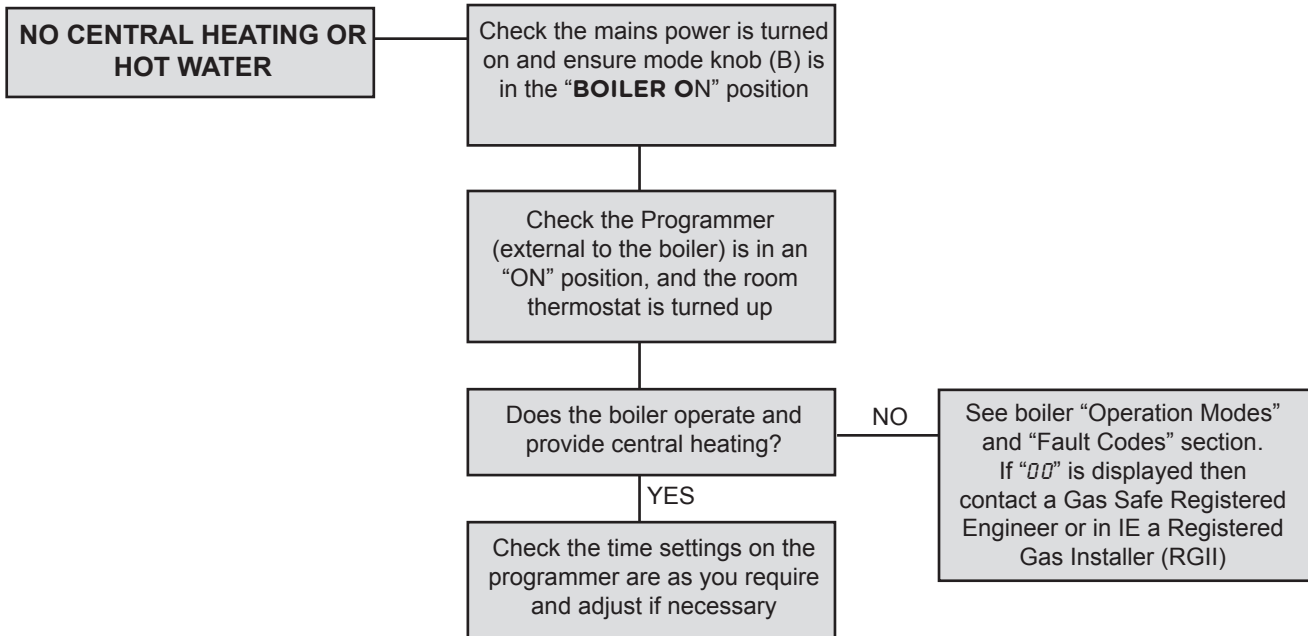 NO CENTRAL HEATING OR
HOT WATER
Check the mains power is turned
on and ensure mode knob (B) is
in the “BOILER ON” position
Check the Programmer
(external to the boiler) is in an
“ON” position, and the room
thermostat is turned up
Does the boiler operate and
provide central heating?
NO
See boiler “Operation Modes”
and “Fault Codes” section.
If “00” is displayed then
contact a Gas Safe Registered
Engineer or in IE a Registered
Gas Installer (RGII)
YES
Check the time settings on the
programmer are as you require
and adjust if necessary